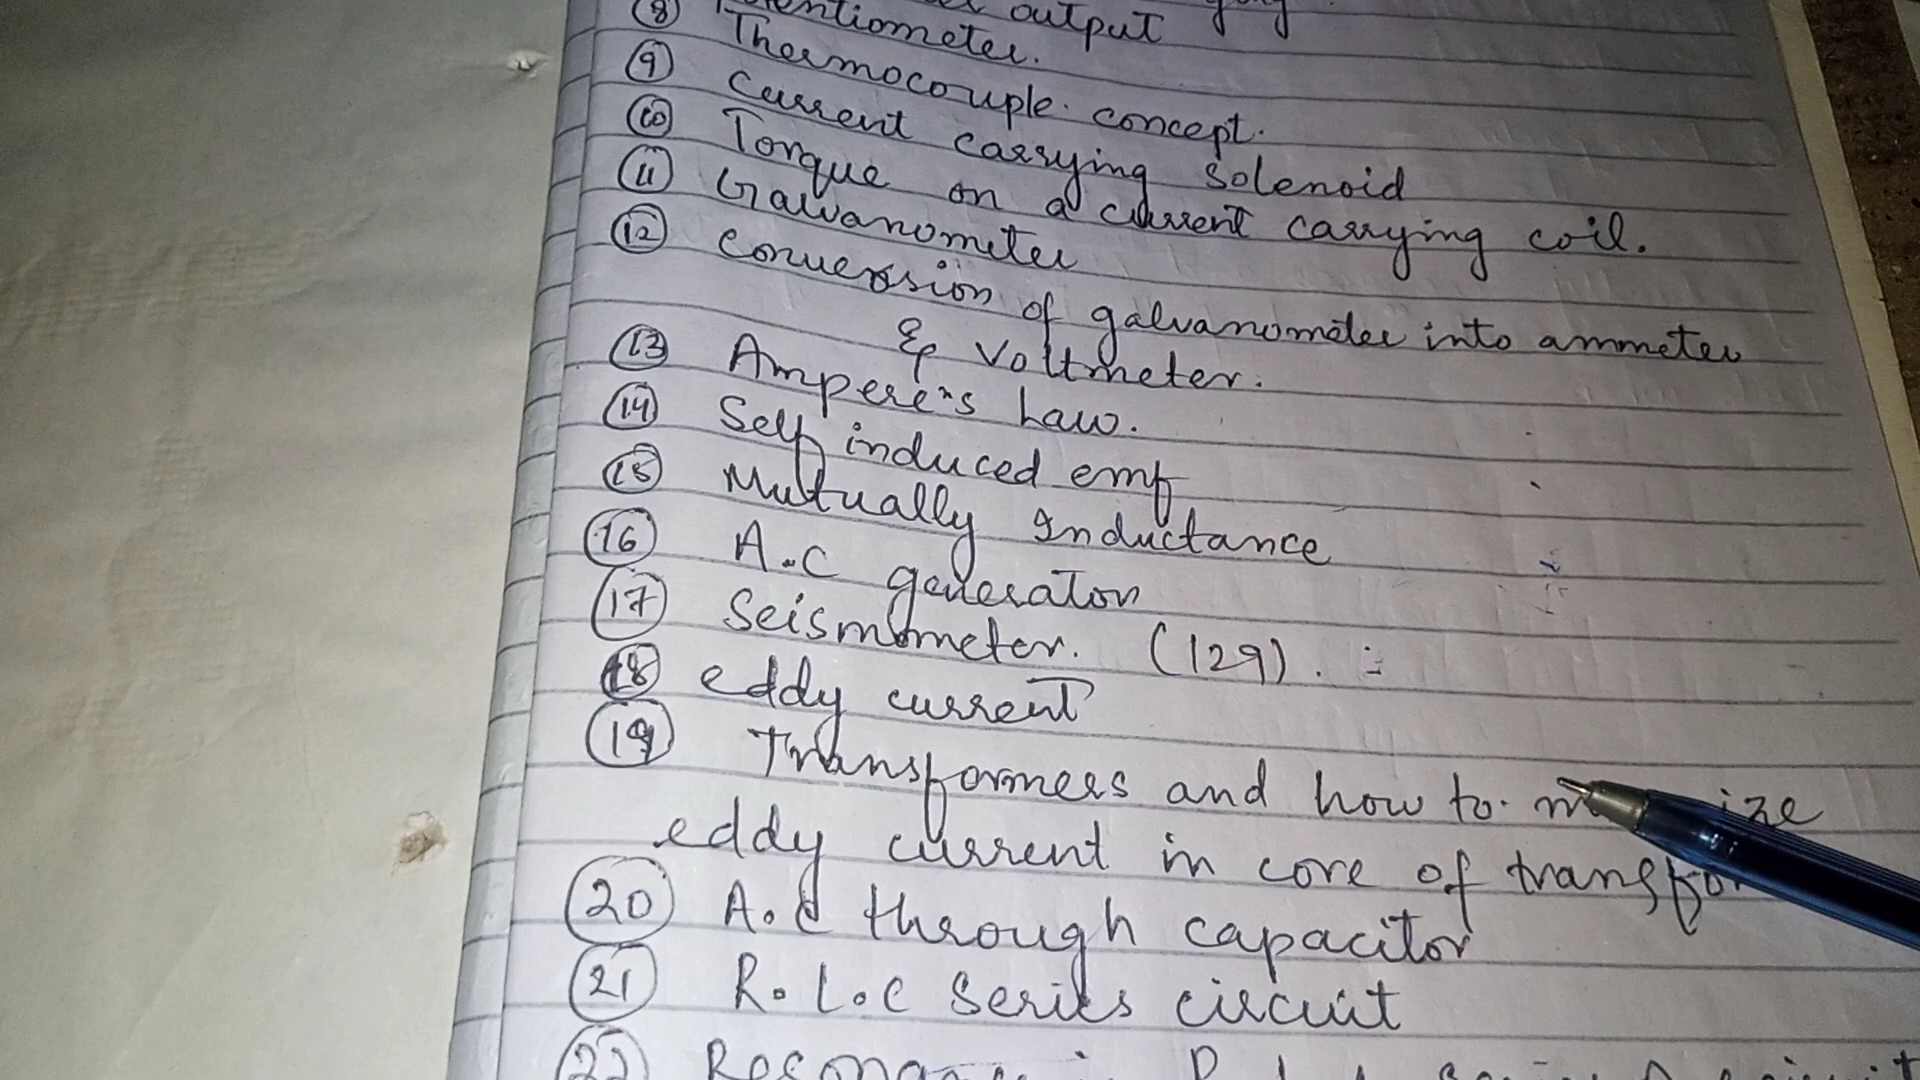 output
⑧ Thermocouple concept.
⑨ Current carrying solenoid
⑩ Torque on a current carrying coil.
⑪ Galvanometer
⑫ Conversion of galvanometer into ammeter
& Voltmeter.
⑬ Ampere's Law.
⑭ Self induced emf
⑮ Mutually Inductance
⑯ A.C generator
⑰ Seismometer. (129).
⑱ eddy current
⑲ Transformers and how to
eddy current in core of
⑳ A.C through capacitor
㉑ R.L.C Series circuit
㉒